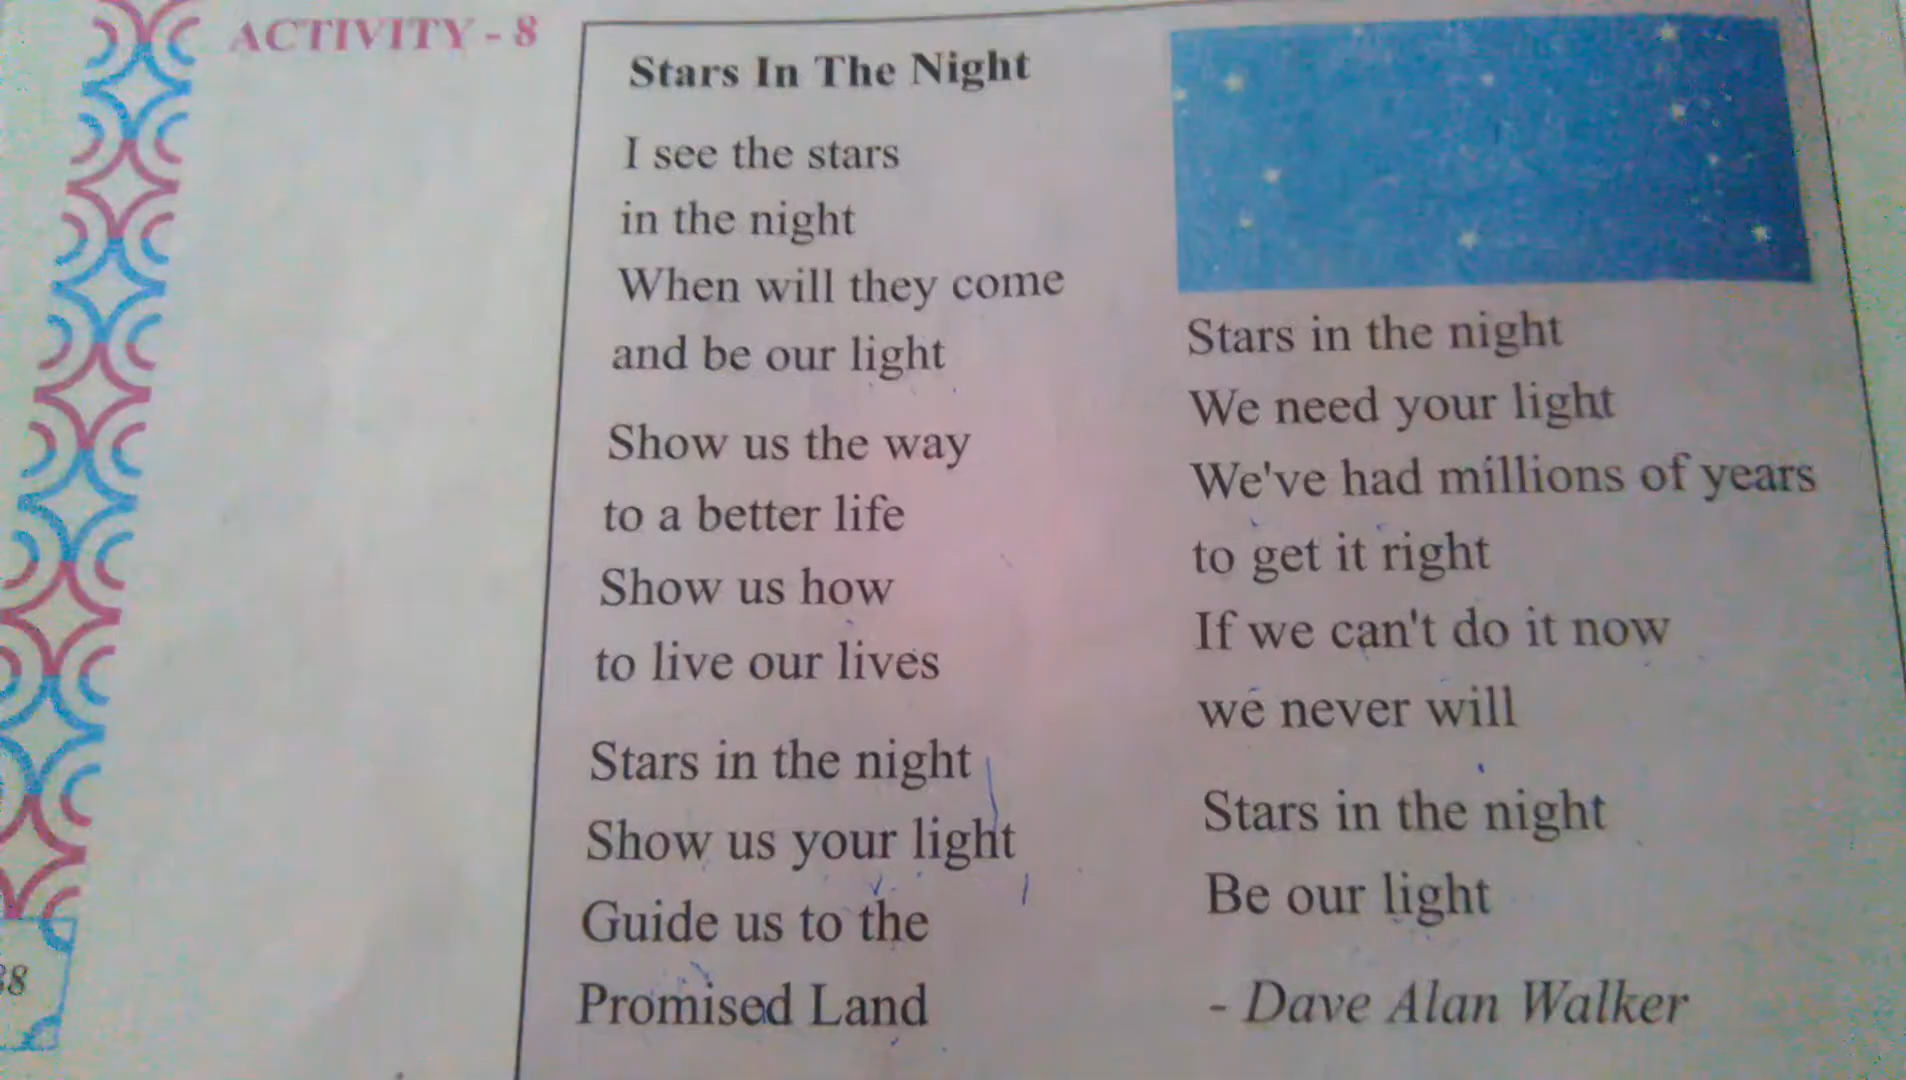 ACTIVITY - 8
Stars In The Night
I see the stars
in the night
When will they come
and be our light
Show us the way
to a better life
Show us how
to live our lives
Stars in the night
Show us your light
Guide us to the
Promised Land
Stars in the night
We need your light
We've had millions of years
to get it right
If we can't do it now
we never will
Stars in the night
Be our light
- Dave Alan Walker